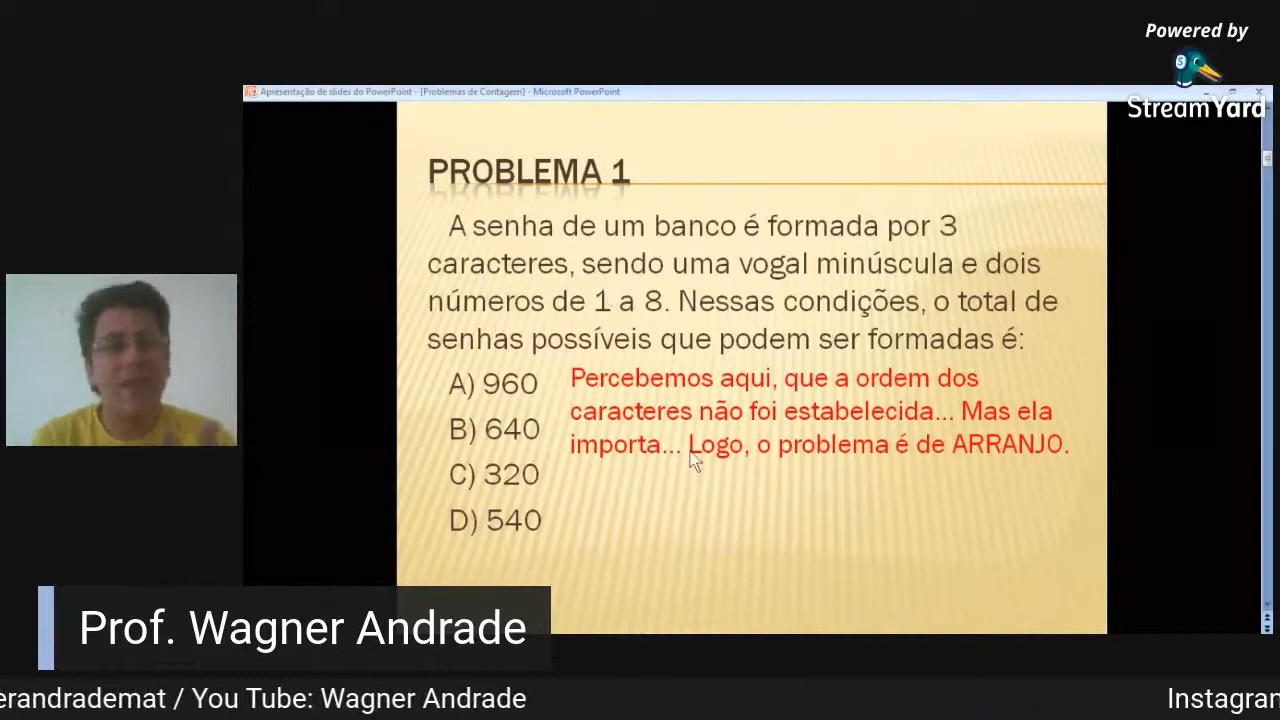 Powered by
StreamYard
Apresentação de slides do PowerPoint - [Problemas de Contagem] - Microsoft PowerPoint
PROBLEMA 1
A senha de um banco é formada por 3
caracteres, sendo uma vogal minúscula e dois
números de 1 a 8. Nessas condições, o total de
senhas possíveis que podem ser formadas é:
A) 960
B) 640
C) 320
D) 540
Percebemos aqui, que a ordem dos
caracteres não foi estabelecida... Mas ela
importa... Logo, o problema é de ARRANJO.
Prof. Wagner Andrade
erandrademat / You Tube: Wagner Andrade
Instagran